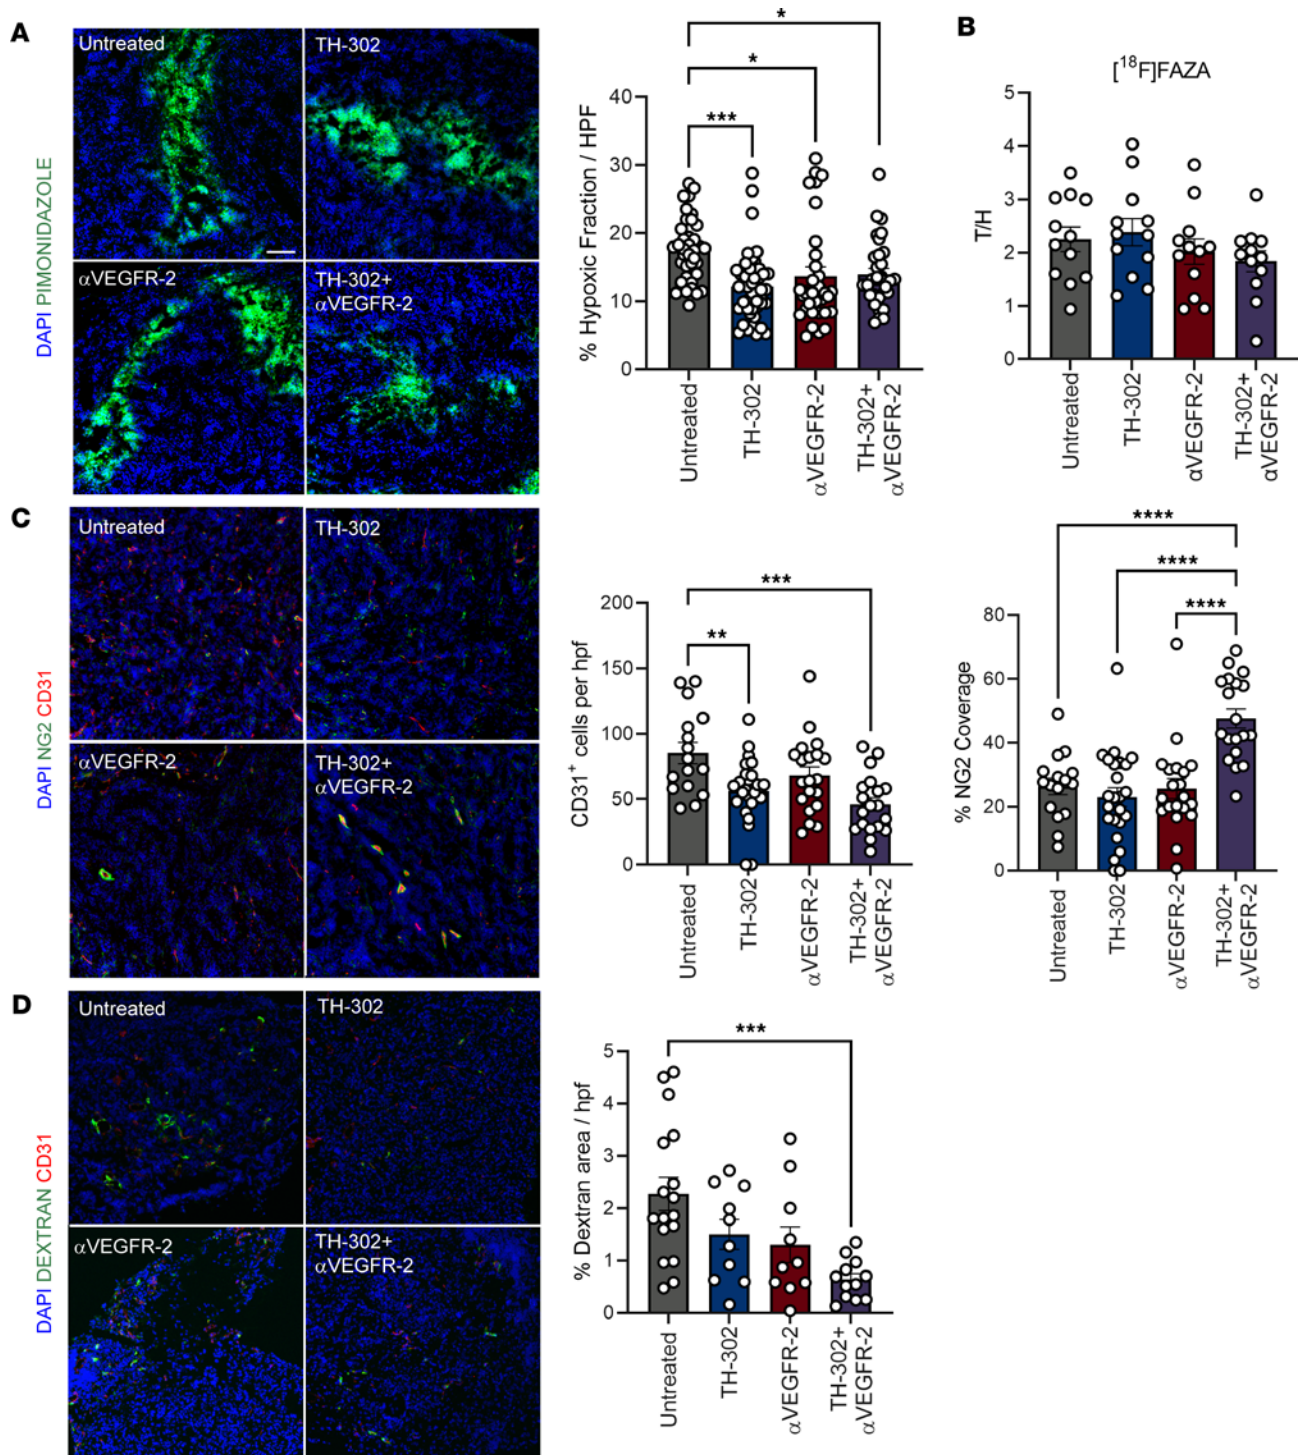 A
DAPI PIMONIDAZOLE
Untreated
TH-302
αVEGFR-2
TH-302+
αVEGFR-2
% Hypoxic Fraction / HPF
40
30
20
10
0
*
*
***
Untreated
TH-302
αVEGFR-2
TH-302+
αVEGFR-2
B
[18F]FAZA
T/H
5
4
3
2
1
0
Untreated
TH-302
αVEGFR-2
TH-302+
αVEGFR-2
C
DAPI NG2 CD31
Untreated
TH-302
αVEGFR-2
TH-302+
αVEGFR-2
CD31+ cells per hpf
200
150
100
50
0
***
**
Untreated
TH-302
αVEGFR-2
TH-302+
αVEGFR-2
% NG2 Coverage
80
60
40
20
0
****
****
****
Untreated
TH-302
αVEGFR-2
TH-302+
αVEGFR-2
D
DAPI DEXTRAN CD31
Untreated
TH-302
αVEGFR-2
TH-302+
αVEGFR-2
% Dextran area / hpf
5
4
3
2
1
0
***
Untreated
TH-302
αVEGFR-2
TH-302+
αVEGFR-2